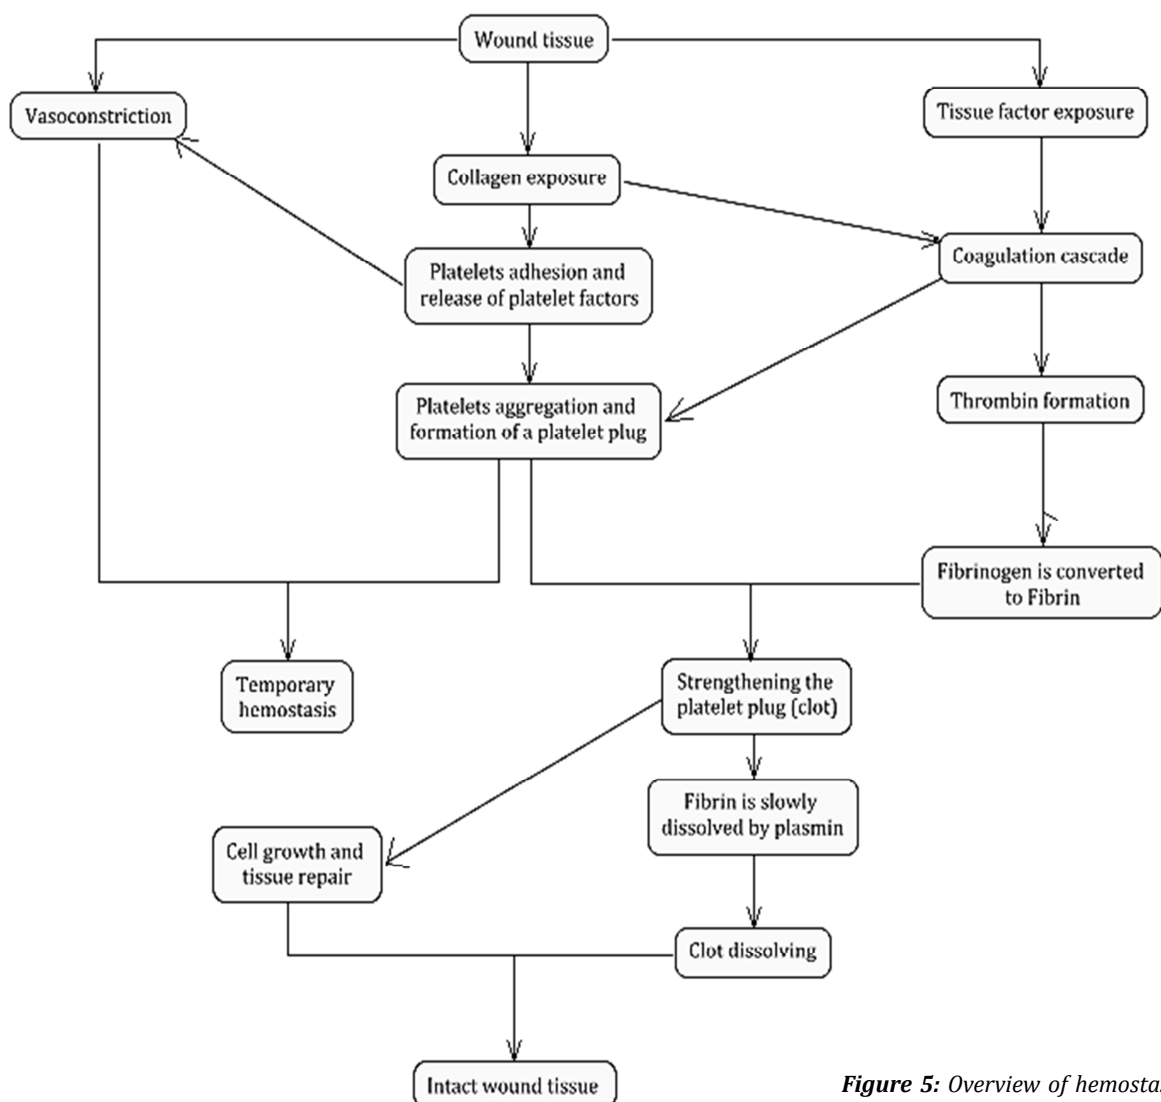 Wound tissue
Vasoconstriction
Tissue factor exposure
Collagen exposure
Platelets adhesion and
release of platelet factors
Coagulation cascade
Platelets aggregation and
formation of a platelet plug
Thrombin formation
Fibrinogen is converted
to Fibrin
Temporary
hemostasis
Strengthening the
platelet plug (clot)
Fibrin is slowly
dissolved by plasmin
Cell growth and
tissue repair
Clot dissolving
Intact wound tissue
Figure 5: Overview of hemostas